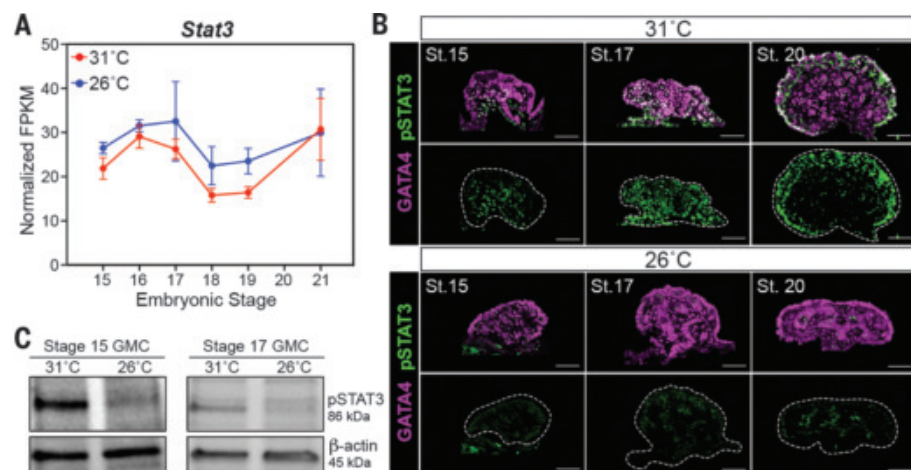 A
Stat3
31˚C
26˚C
50
40
30
20
10
0
Normalized FPKM
15 16 17 18 19 20 21
Embryonic Stage
B
31˚C
St.15
St.17
St. 20
GATA4 pSTAT3
26˚C
St.15
St.17
St. 20
GATA4 pSTAT3
C
Stage 15 GMC
Stage 17 GMC
31˚C 26˚C
31˚C 26˚C
pSTAT3
86 kDa
β-actin
45 kDa